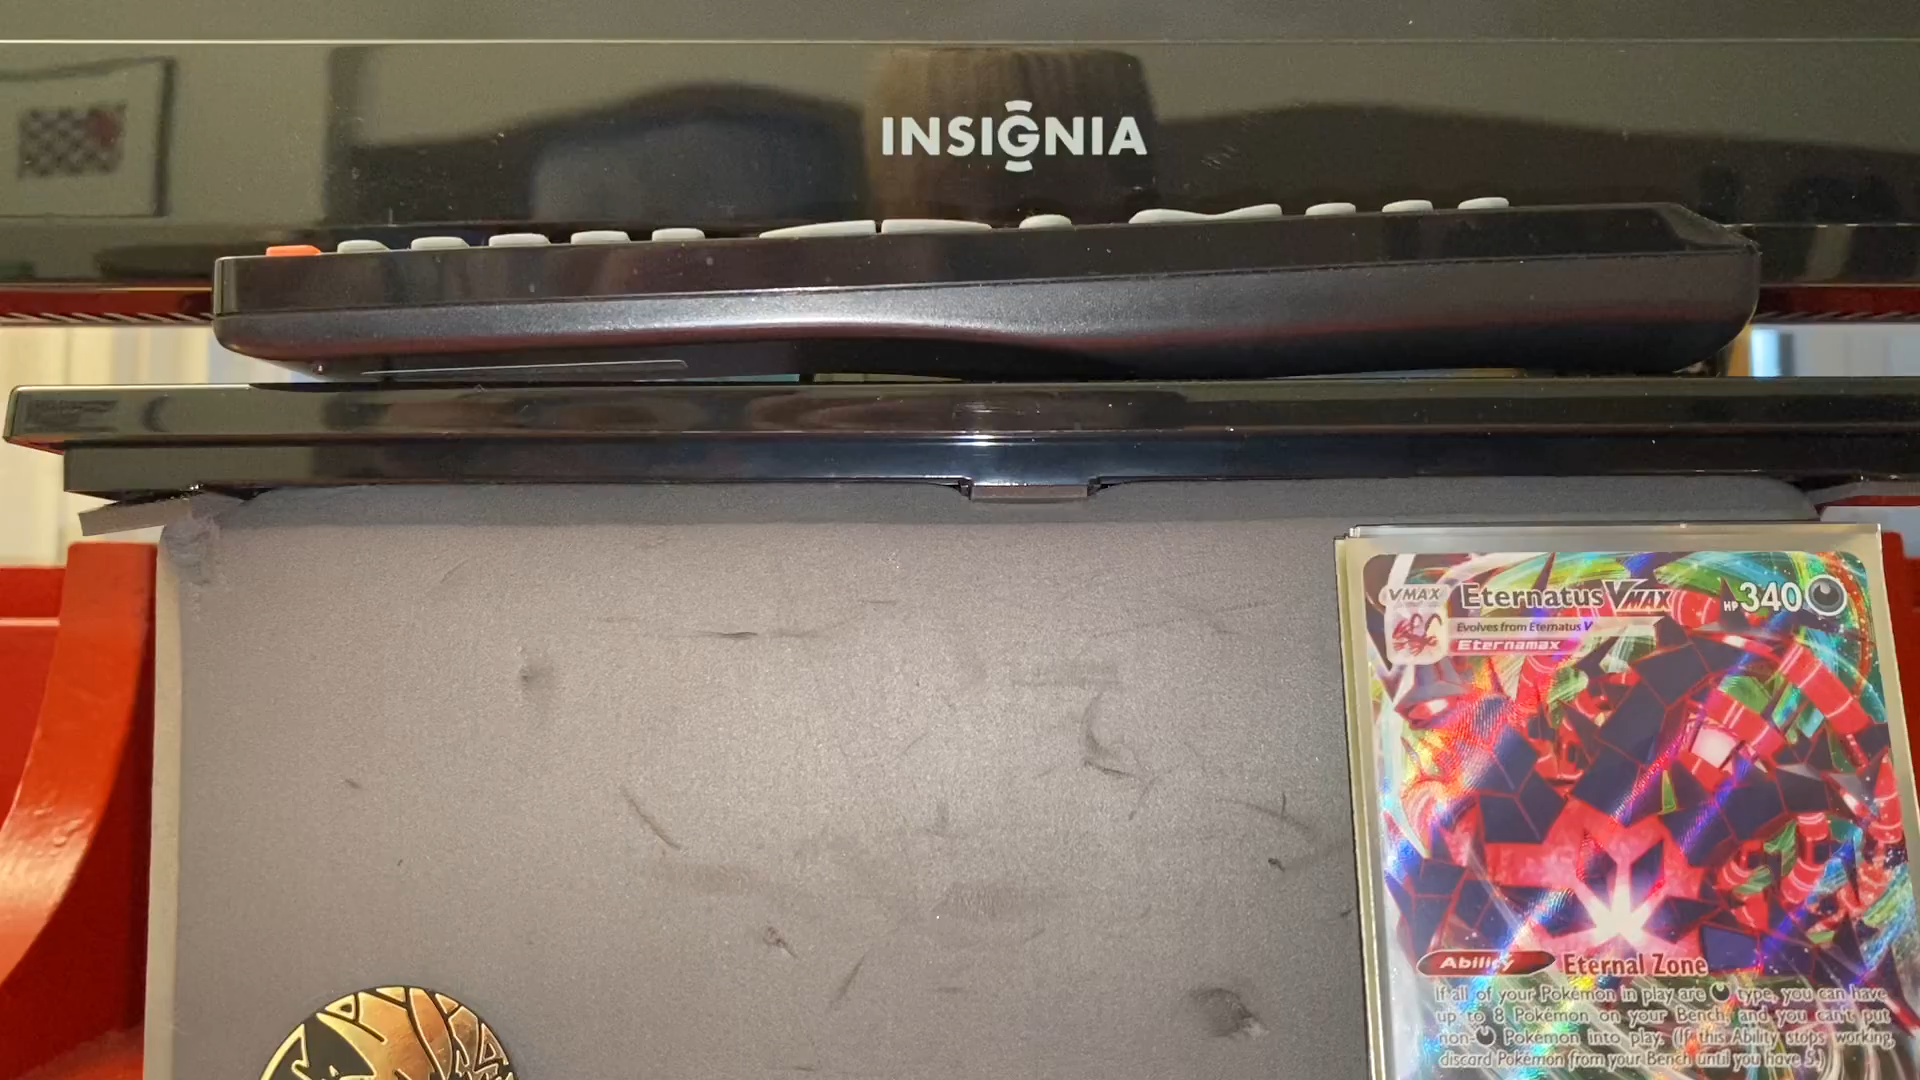 INSIGNIA
VMAX Eternatus VMAX HP 340
Evolves from Eternatus V
Eternamax
Ability Eternal Zone
If all of your Pokémon in play are type, you can have
up to 8 Pokémon on your Bench, and you can't put
non- Pokémon into play. (If this Ability stops working,
discard Pokémon from your Bench until you have 5.)